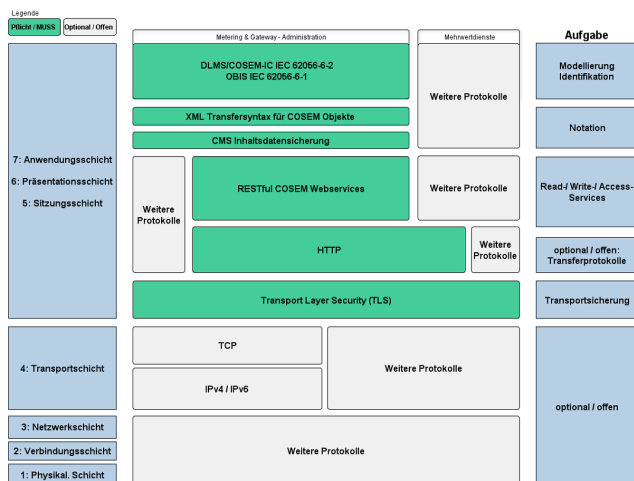 Legende
Pflicht / MUSS
Optional / Offen
Metering & Gateway - Administration
Mehrwertdienste
Aufgabe
DLMS/COSEM-IC IEC 62056-6-2
OBIS IEC 62056-6-1
Weitere Protokolle
Modellierung
Identifikation
XML Transfersyntax für COSEM Objekte
CMS Inhaltsdatensicherung
Notation
7: Anwendungsschicht
6: Präsentationsschicht
5: Sitzungsschicht
Weitere
Protokolle
RESTful COSEM Webservices
Weitere Protokolle
Read-/ Write-/ Access-
Services
HTTP
Weitere
Protokolle
optional / offen:
Transferprotokolle
Transport Layer Security (TLS)
Transportsicherung
4: Transportschicht
TCP
IPv4 / IPv6
Weitere Protokolle
optional / offen
3: Netzwerkschicht
2: Verbindungsschicht
1: Physikal. Schicht
Weitere Protokolle